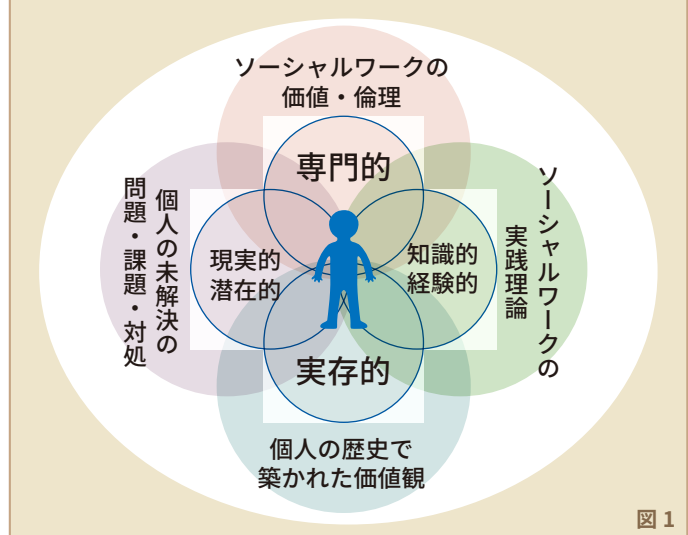 ソーシャルワークの
価値・倫理
専門的
個人の未解決の
問題・課題・対処
現実的
潜在的
知識的
経験的
ソーシャルワークの
実践理論
実存的
個人の歴史で
築かれた価値観
図 1